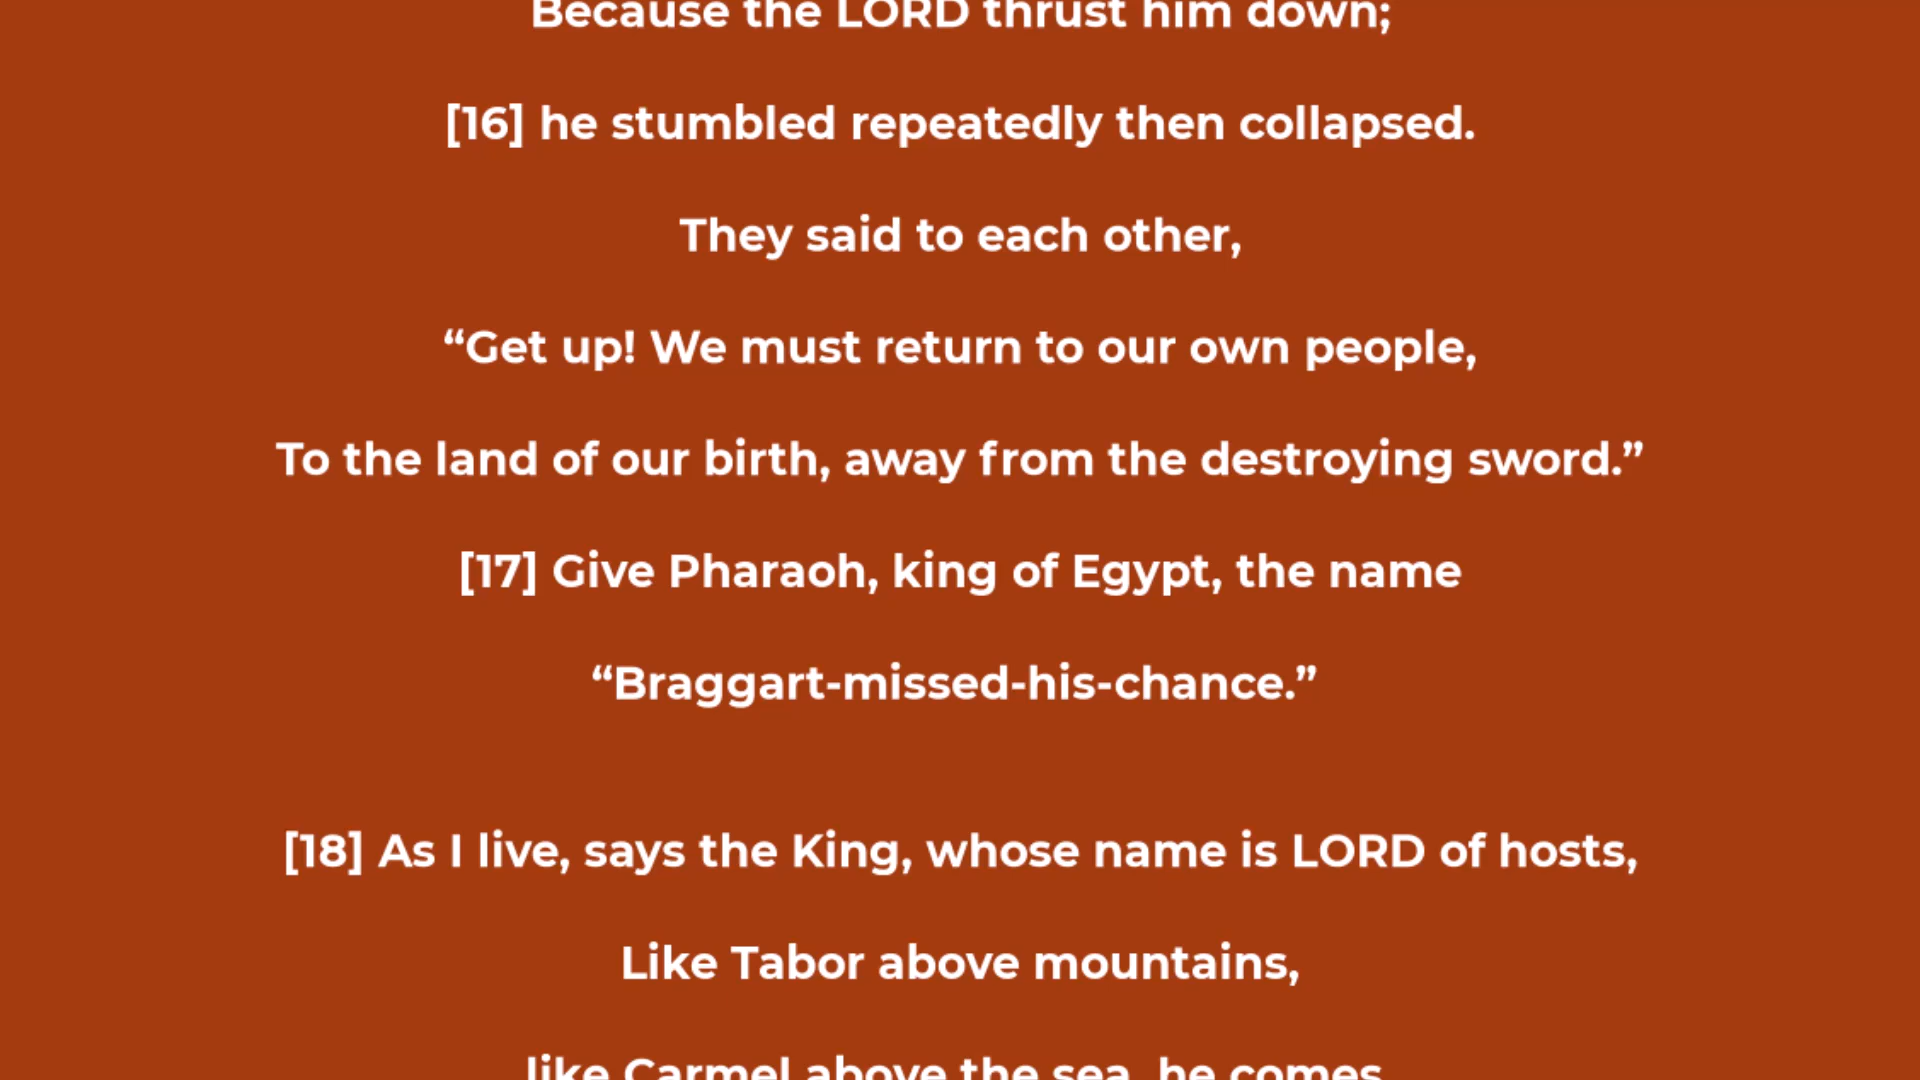 Because the LORD thrust him down;
[16] he stumbled repeatedly then collapsed.
They said to each other,
“Get up! We must return to our own people,
To the land of our birth, away from the destroying sword.”
[17] Give Pharaoh, king of Egypt, the name
“Braggart-missed-his-chance.”
[18] As I live, says the King, whose name is LORD of hosts,
Like Tabor above mountains,
like Carmel above the sea, he comes.